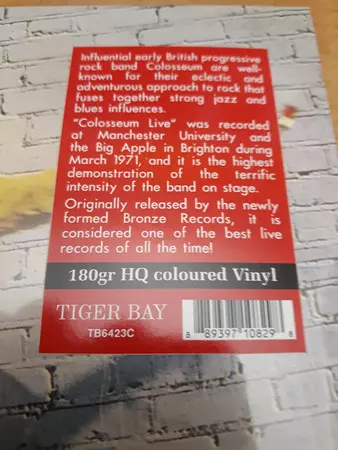 Influential early British progressive
rock band Colosseum are well-
known for their eclectic and
adventurous approach to rock that
fuses together strong jazz and
blues influences.
"Colosseum Live" was recorded
at Manchester University and
the Big Apple in Brighton during
March 1971, and it is the highest
demonstration of the terrific
intensity of the band on stage.
Originally released by the newly
formed Bronze Records, it is
considered one of the best live
records of all the time!
180gr HQ coloured Vinyl
TIGER BAY
TB6423C
8 89397 10829 8